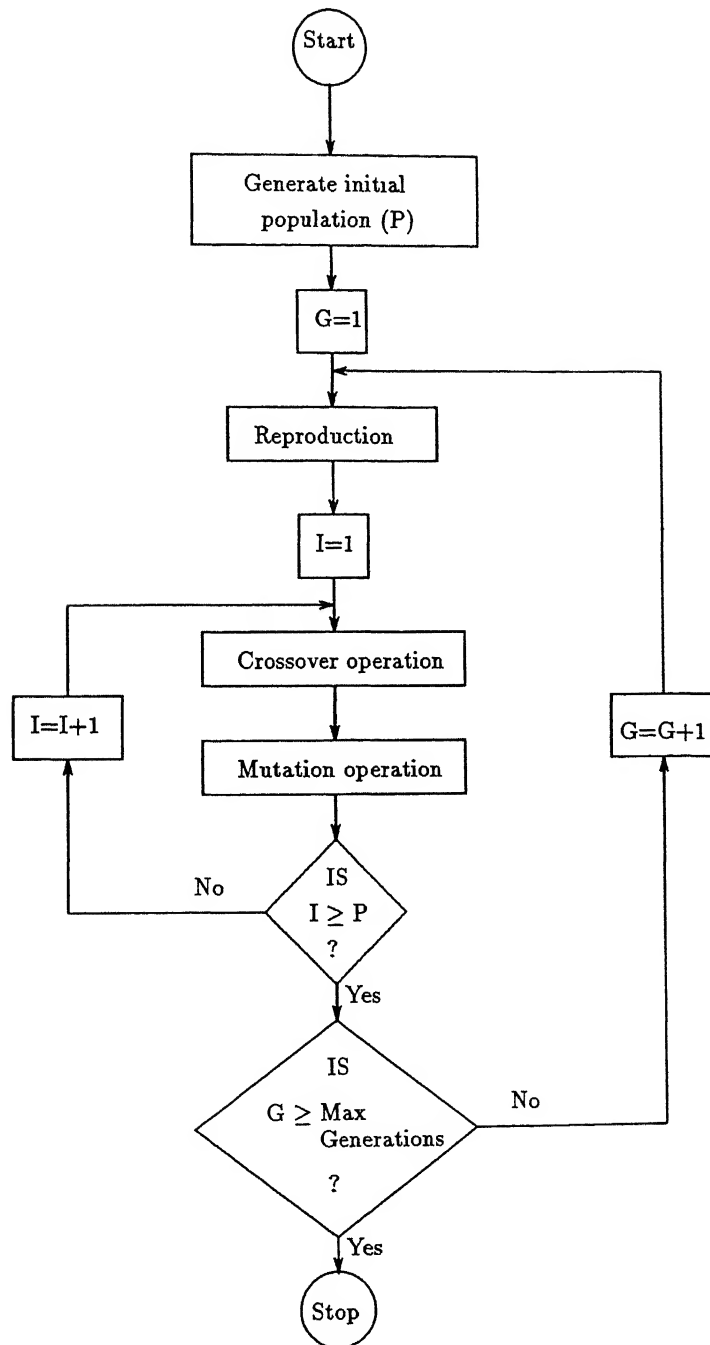 Start
Generate initial
population (P)
G=1
Reproduction
I=1
Crossover operation
I=I+1
G=G+1
Mutation operation
No
IS
I ≥ P
?
Yes
IS
No
G ≥ Max
Generations
?
Yes
Stop